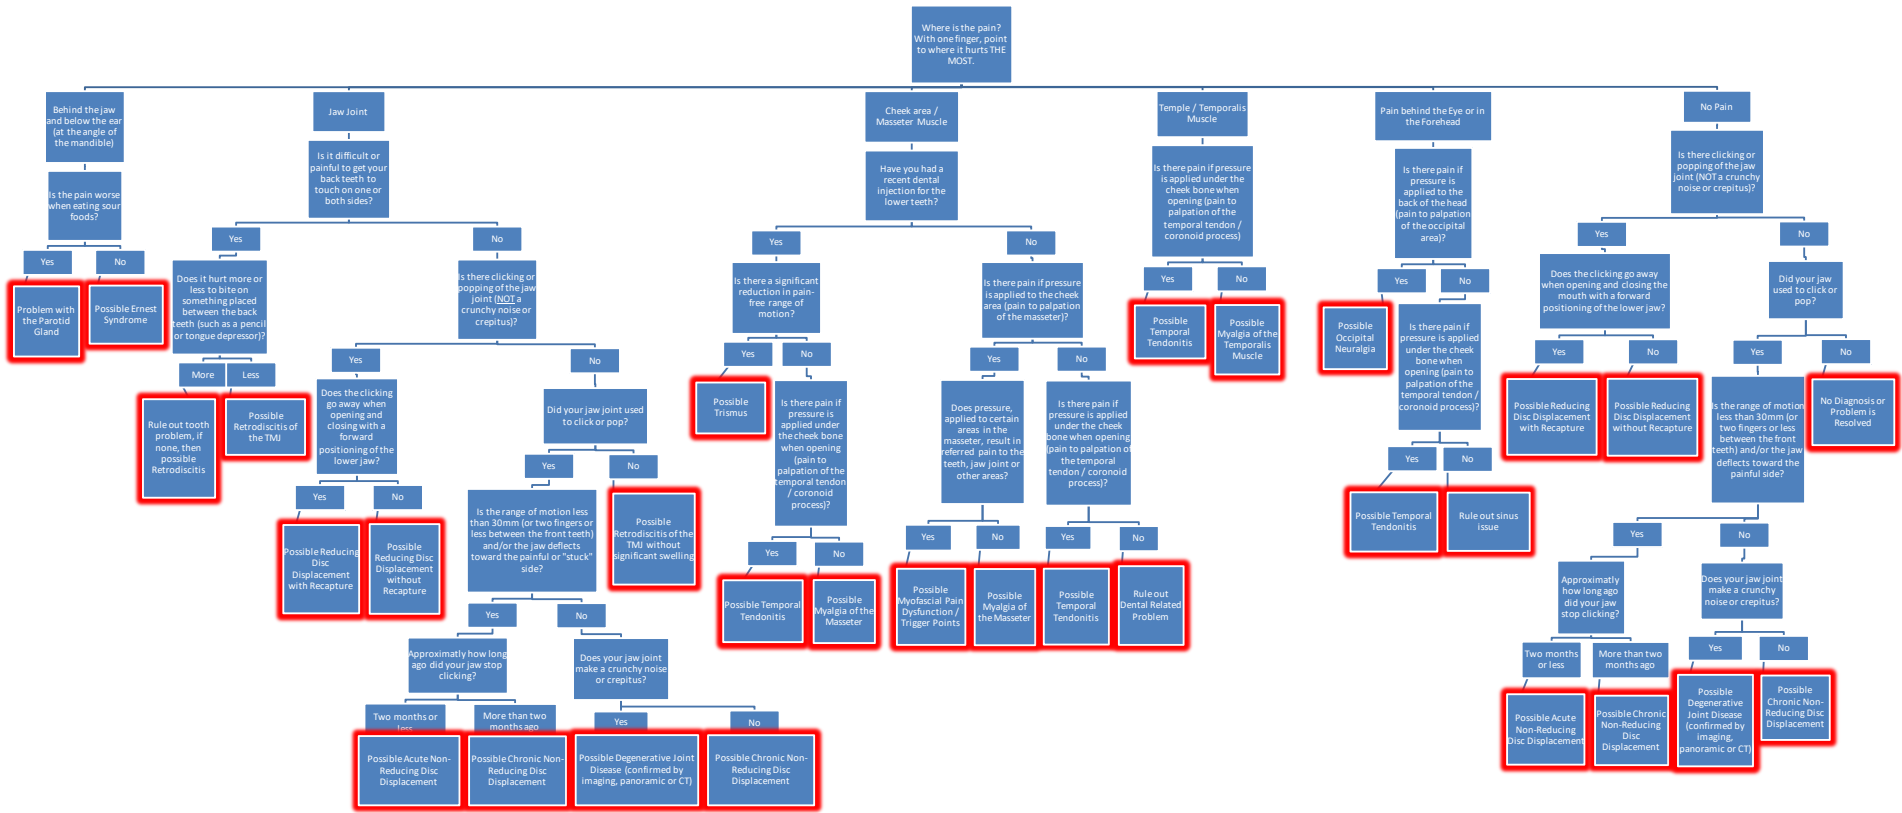 Where is the pain?
With one finger, point
to where it hurts THE
MOST.
Behind the jaw
and below the ear
(at the angle of
the mandible)
Is the pain worse
when eating sour
foods?
Yes
No
Problem with
the Parotid
Gland
Possible Ernest
Syndrome
Jaw Joint
Is it difficult or
painful to get your
back teeth to
touch on one or
both sides?
Yes
No
Does it hurt more or
less to bite on
something placed
between the back
teeth (such as a pencil
or tongue depressor)?
More
Less
Rule out tooth
problem, if
none, then
possible
Retrodiscitis
Possible
Retrodiscitis of
the TMJ
Is there clicking or
popping of the jaw
joint (NOT a
crunchy noise or
crepitus)?
Yes
No
Does the clicking
go away when
opening and
closing with a
forward
positioning of the
lower jaw?
Yes
No
Possible Reducing
Disc
Displacement
with Recapture
Possible
Reducing Disc
Displacement
without
Recapture
Did your jaw joint used
to click or pop?
Yes
No
Is the range of motion less
than 30mm (or two fingers or
less between the front teeth)
and/or the jaw deflects
toward the painful or "stuck"
side?
Possible
Retrodiscitis of the
TMJ without
significant swelling
Yes
No
Approximatly how long
ago did your jaw stop
clicking?
Does your jaw joint
make a crunchy noise
or crepitus?
Two months or
less
More than two
months ago
Yes
No
Possible Acute Non-
Reducing Disc
Displacement
Possible Chronic Non-
Reducing Disc
Displacement
Possible Degenerative Joint
Disease (confirmed by
imaging, panoramic or CT)
Possible Chronic Non-
Reducing Disc
Displacement
Cheek area /
Masseter Muscle
Have you had a
recent dental
injection for the
lower teeth?
Yes
No
Is there a significant
reduction in pain-
free range of
motion?
Yes
No
Possible
Trismus
Is there pain if
pressure is
applied under
the cheek bone
when opening
(pain to
palpation of the
temporal tendon
/ coronoid
process)?
Yes
No
Possible Temporal
Tendonitis
Possible
Myalgia of the
Masseter
Is there pain if pressure
is applied to the cheek
area (pain to palpation
of the masseter)?
Yes
No
Does pressure,
applied to certain
areas in the
masseter, result in
referred pain to the
teeth, jaw joint or
other areas?
Yes
No
Possible
Myofascial Pain
Dysfunction /
Trigger Points
Possible
Myalgia of
the Masseter
Is there pain if
pressure is applied
under the cheek
bone when opening
(pain to palpation of
the temporal
tendon / coronoid
process)?
Yes
No
Possible
Temporal
Tendonitis
Rule out
Dental Related
Problem
Temple / Temporalis
Muscle
Is there pain if pressure
is applied under the
cheek bone when
opening (pain to
palpation of the
temporal tendon /
coronoid process)
Yes
No
Possible
Temporal
Tendonitis
Possible
Myalgia of the
Temporalis
Muscle
Pain behind the Eye or in
the Forehead
Is there pain if
pressure is
applied to the
back of the head
(pain to palpation
of the occipital
area)?
Yes
No
Possible
Occipital
Neuralgia
Is there pain if
pressure is applied
under the cheek
bone when
opening (pain to
palpation of the
temporal tendon /
coronoid process)?
Yes
No
Possible Temporal
Tendonitis
Rule out sinus
issue
No Pain
Is there clicking or
popping of the jaw
joint (NOT a crunchy
noise or crepitus)?
Yes
No
Does the clicking go away
when opening and closing the
mouth with a forward
positioning of the lower jaw?
Yes
No
Possible Reducing
Disc Displacement
with Recapture
Possible Reducing
Disc Displacement
without Recapture
Did your jaw
used to click or
pop?
Yes
No
Is the range of motion
less than 30mm (or
two fingers or less
between the front
teeth) and/or the jaw
deflects toward the
painful side?
No Diagnosis or
Problem is
Resolved
Yes
No
Approximatly
how long ago
did your jaw
stop clicking?
Does your jaw joint
make a crunchy
noise or crepitus?
Two months
or less
More than two
months ago
Yes
No
Possible Acute
Non-Reducing
Disc Displacement
Possible Chronic
Non-Reducing
Disc
Displacement
Possible
Degenerative
Joint Disease
(confirmed by
imaging,
panoramic or CT)
Possible
Chronic Non-
Reducing Disc
Displacement